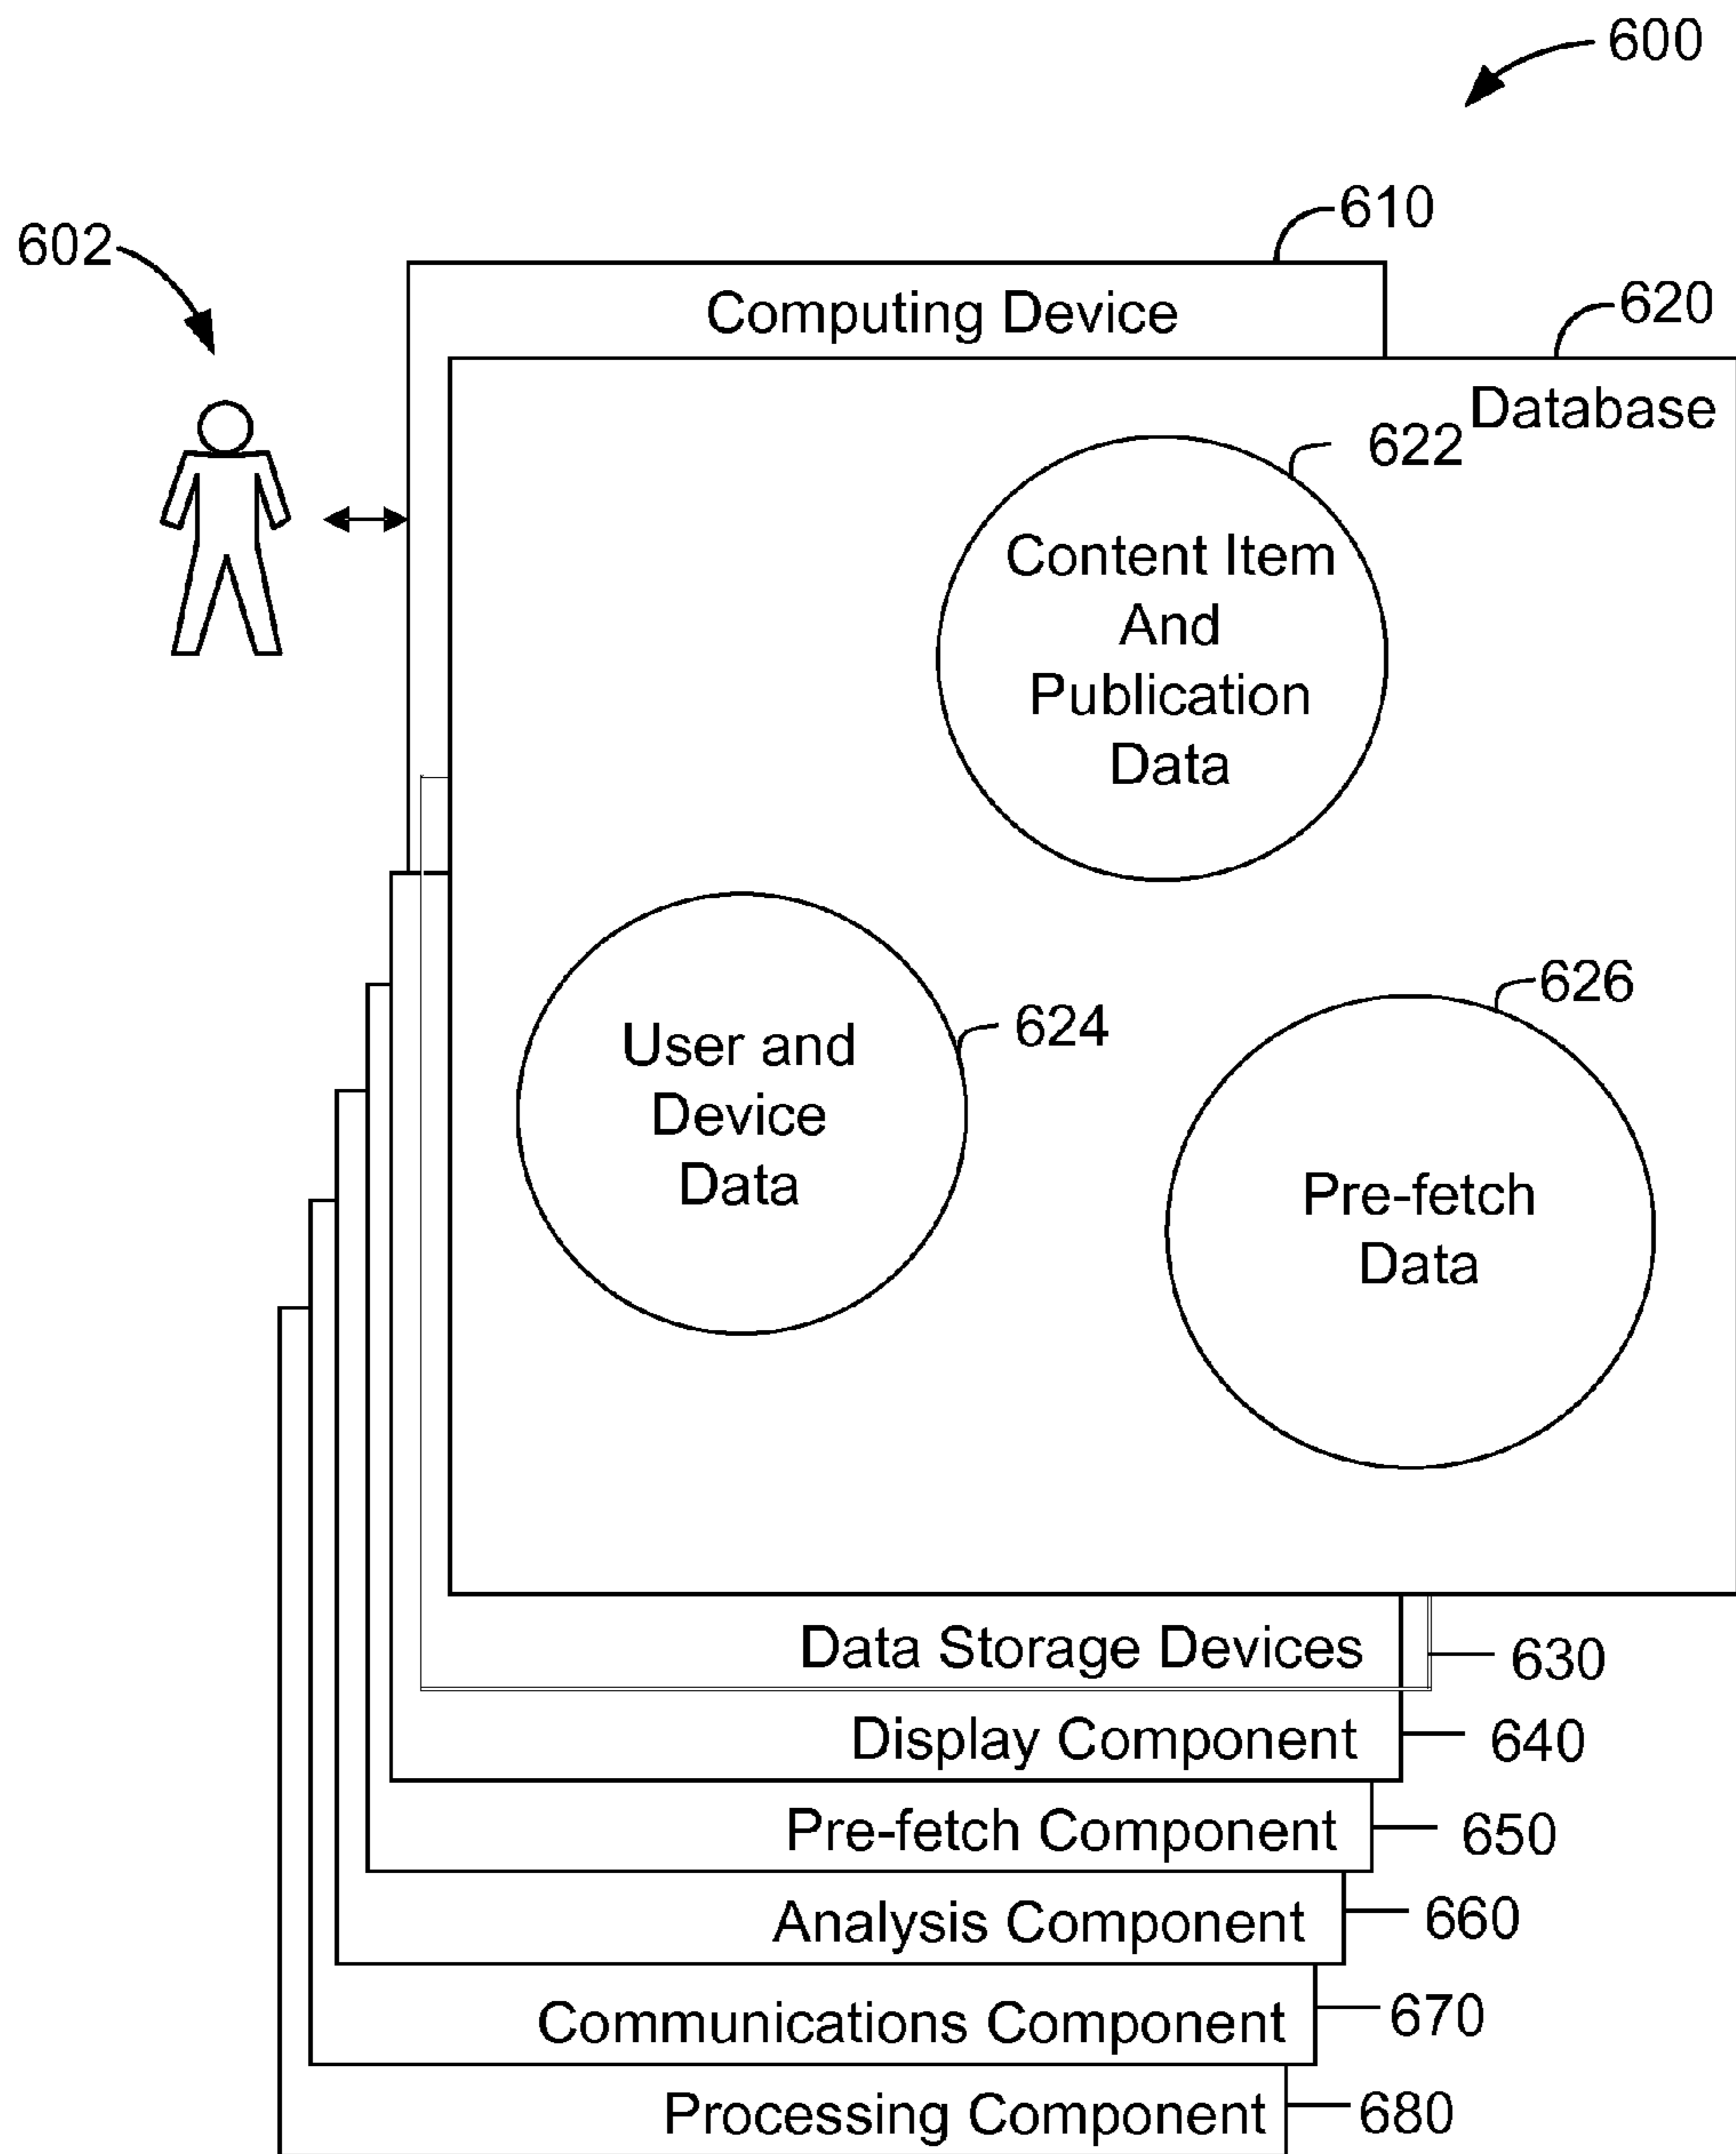 600
610
602
Computing Device
620
Database
622
Content Item
And
Publication
Data
626
624
User and
Device
Data
Pre-fetch
Data
Data Storage Devices
630
Display Component
640
Pre-fetch Component
650
Analysis Component
660
Communications Component
670
Processing Component
680